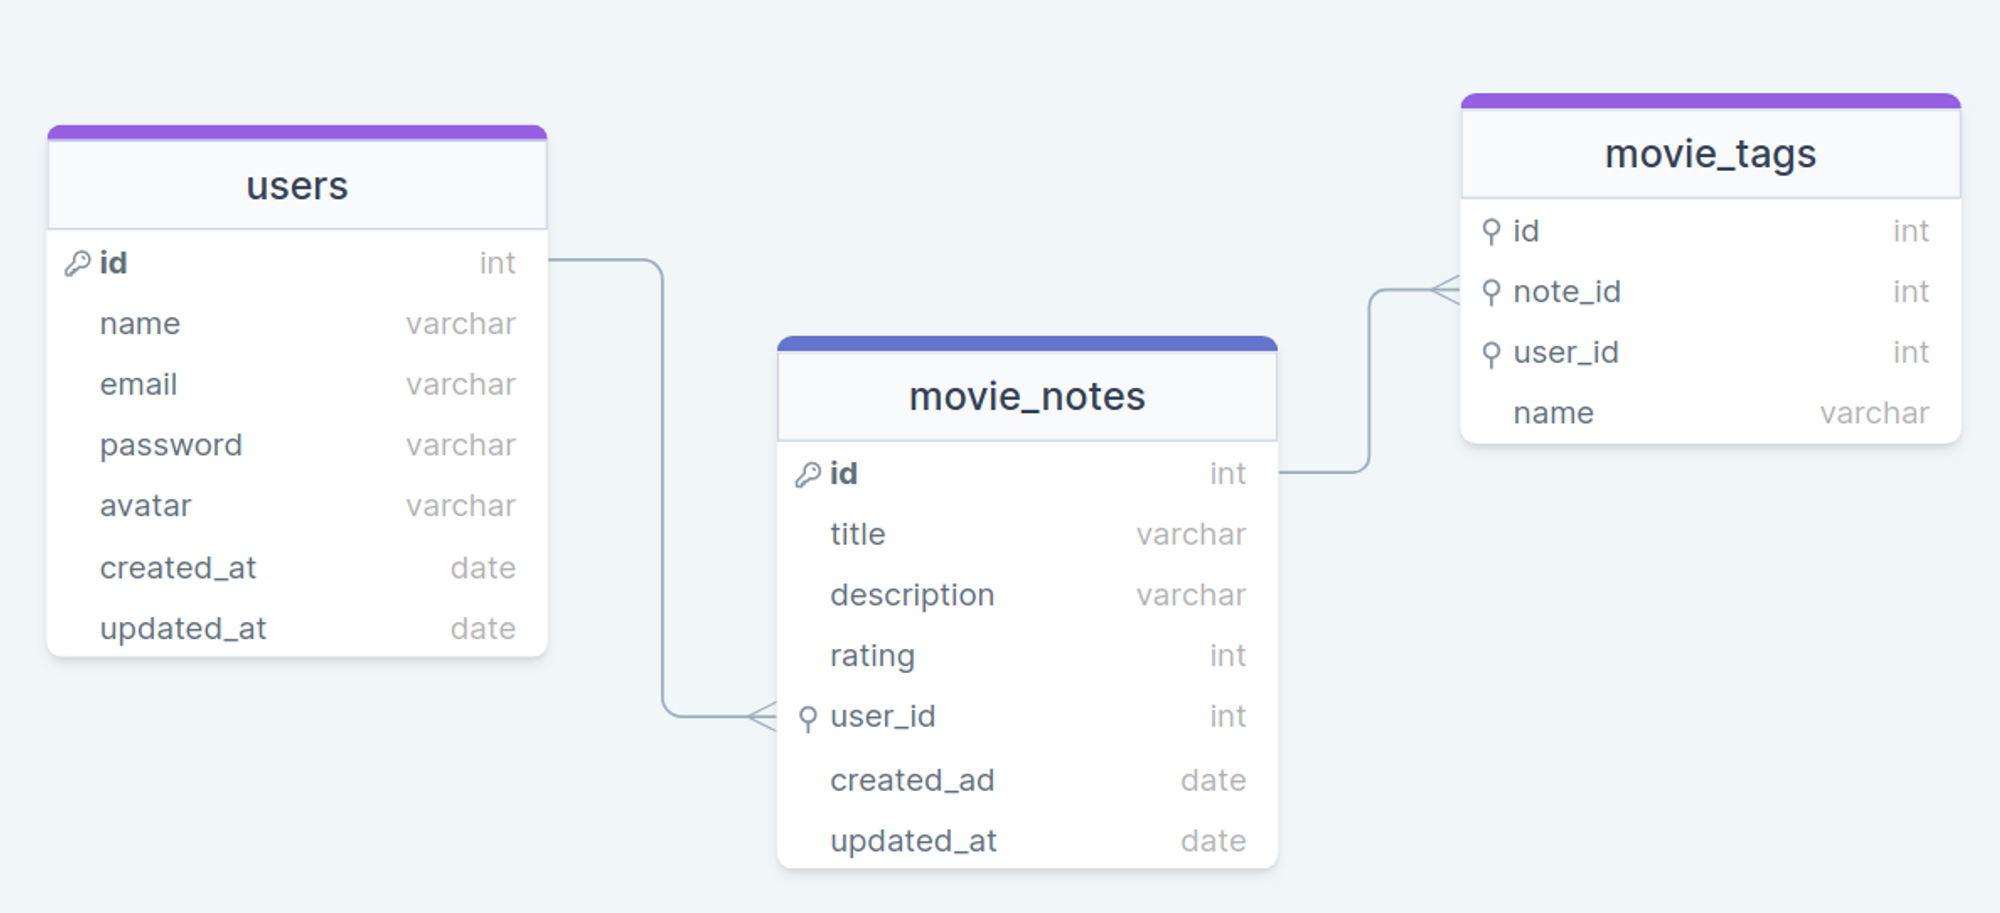 users
id int
name varchar
email varchar
password varchar
avatar varchar
created_at date
updated_at date
movie_notes
id int
title varchar
description varchar
rating int
user_id int
created_ad date
updated_at date
movie_tags
id int
note_id int
user_id int
name varchar